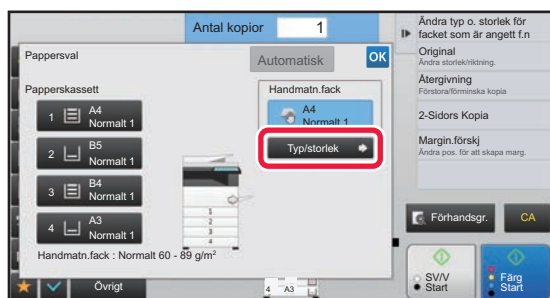 Antal kopior 1
Pappersval
Automatisk
OK
Papperskassett
1 A4
Normalt 1
2 B5
Normalt 1
3 B4
Normalt 1
4 A3
Normalt 1
Handmatn.fack
A4
Normalt 1
Typ/storlek
1
2
3
4
Handmatn.fack : Normalt 60 - 89 g/m²
Övrigt
4 A3
Ändra typ o. storlek för
facket som är angett f.n
Original
Ändra storlek/riktning.
Återgivning
Förstora/förminska kopia
2-Sidors Kopia
Margin.förskj
Ändra pos. för att skapa marg.
Förhandsgr.
CA
SV/V
Start
Färg
Start